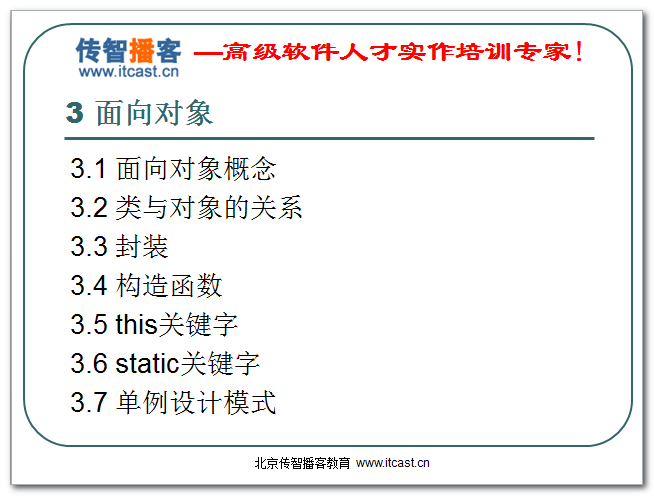 传智播客 —高级软件人才实作培训专家!
www.itcast.cn
3 面向对象
3.1 面向对象概念
3.2 类与对象的关系
3.3 封装
3.4 构造函数
3.5 this关键字
3.6 static关键字
3.7 单例设计模式
北京传智播客教育 www.itcast.cn